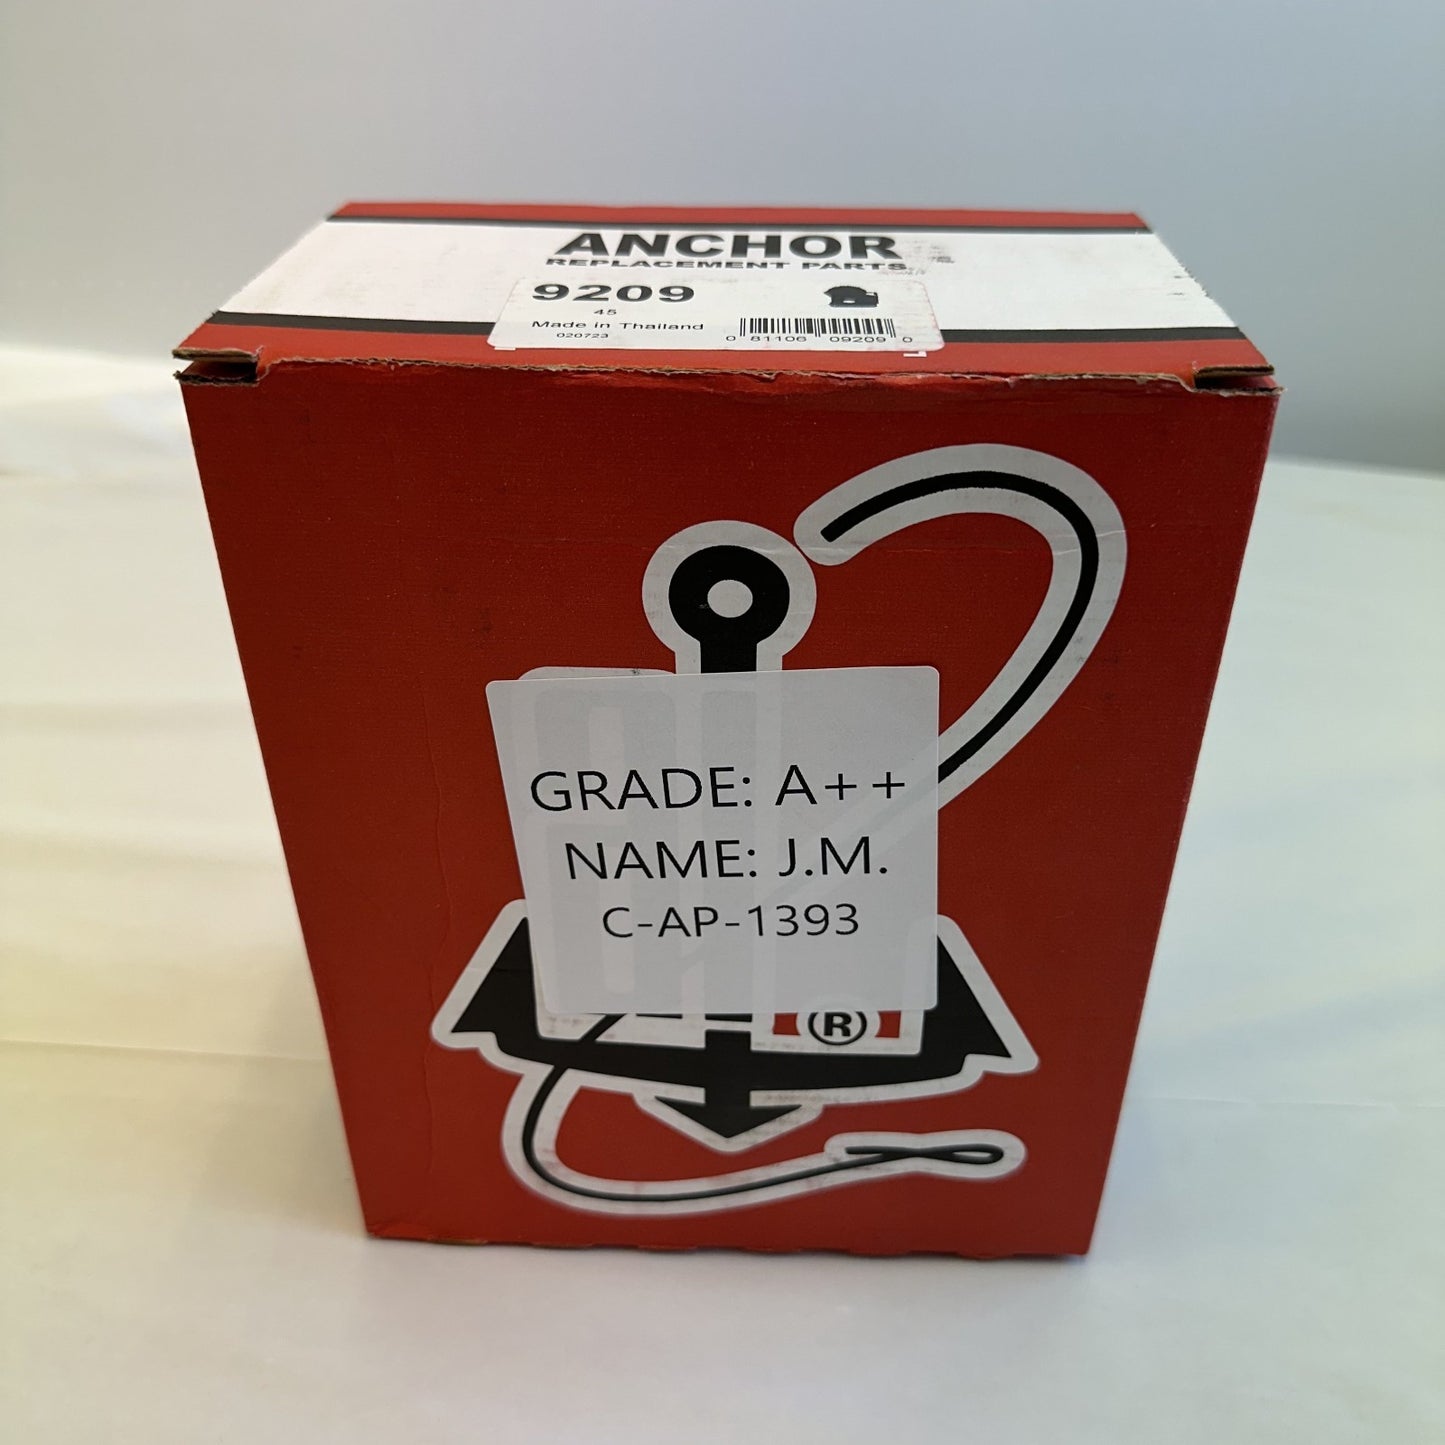 ANCHOR
REPLACEMENT PARTS
9209
45
Made in Thailand
020723
0 81106 09209 0
GRADE: A++
NAME: J.M.
C-AP-1393
®